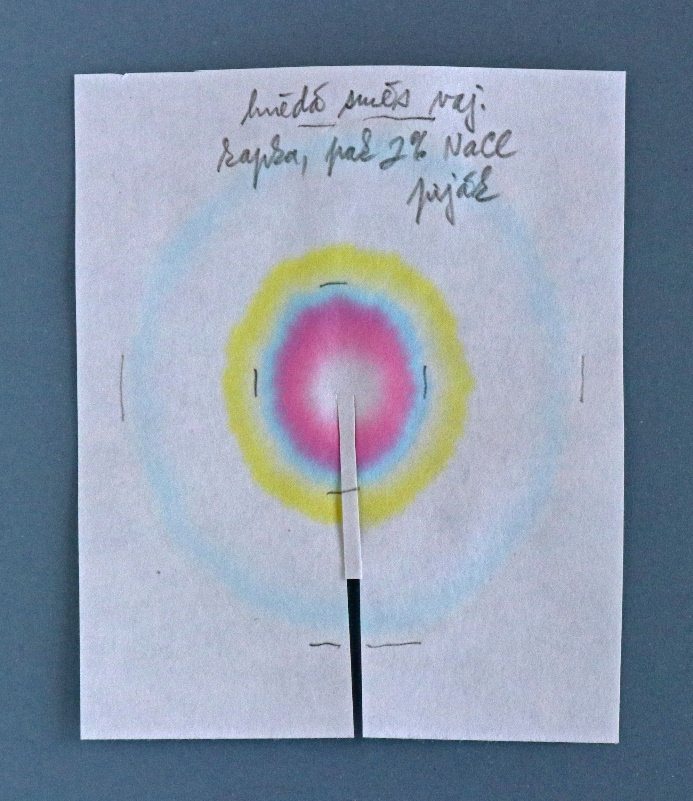 hnědá směs vaj.
kapka, pak 2% NaCl
piják